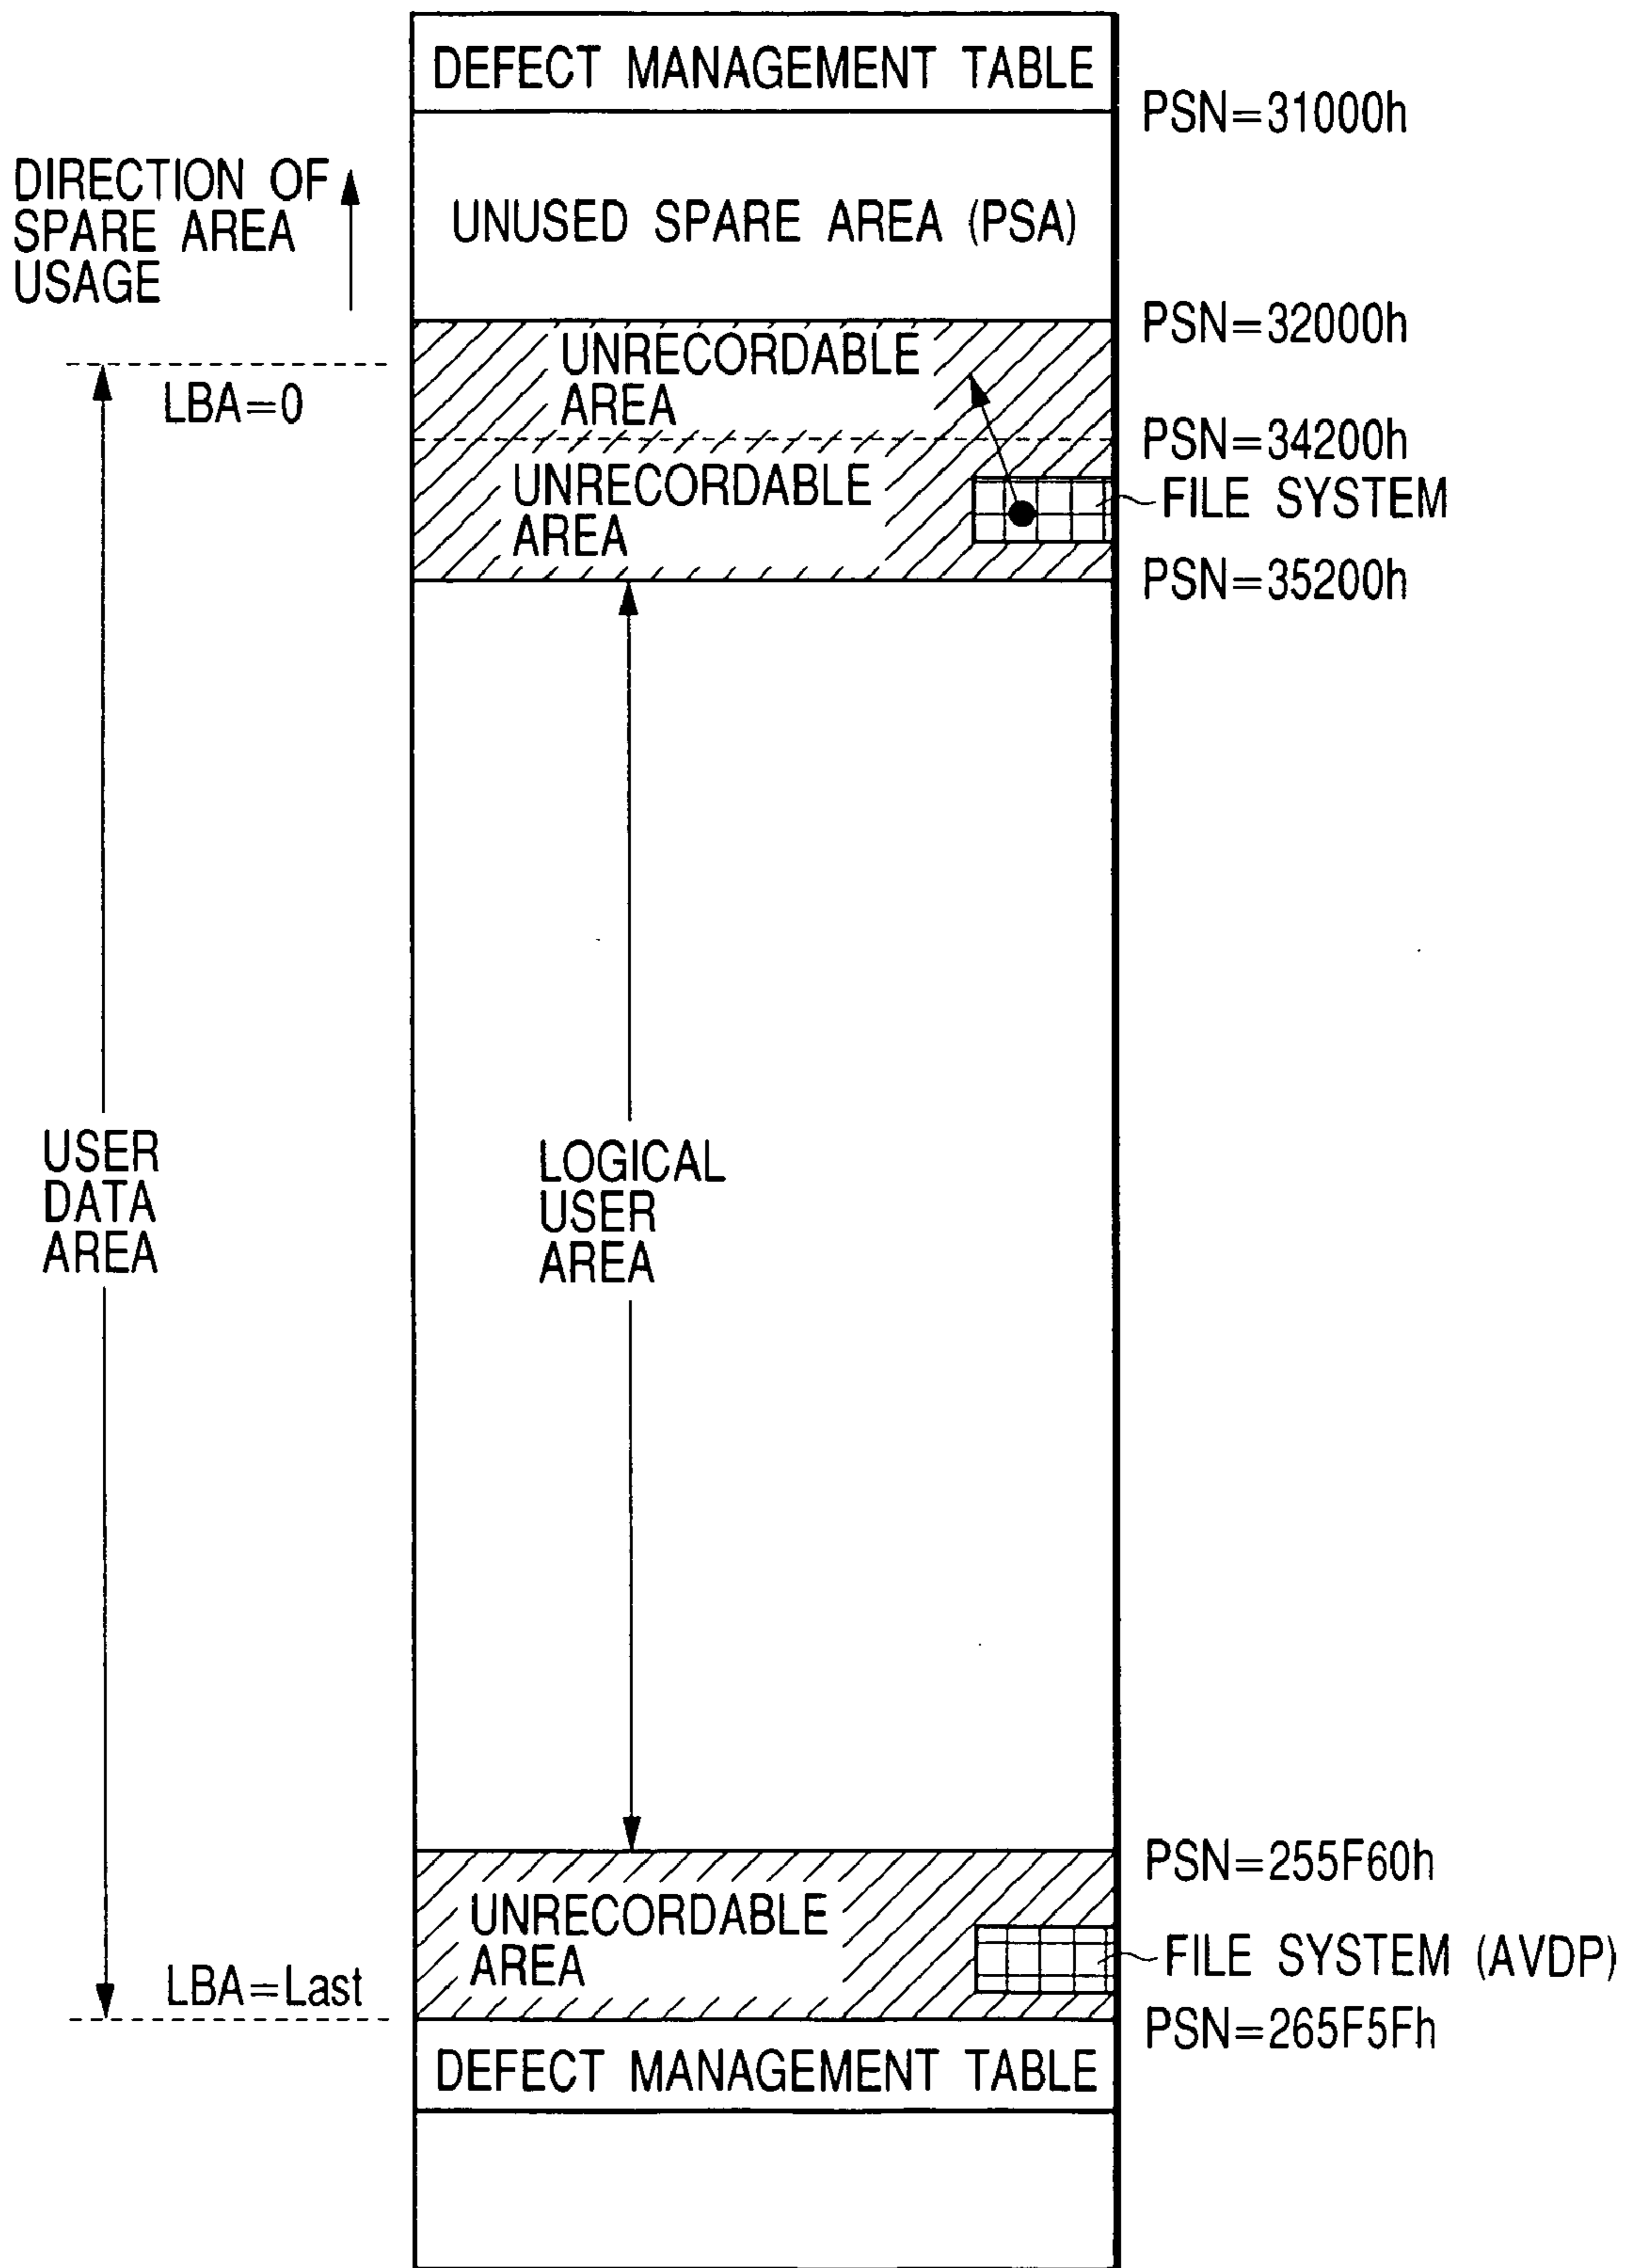 DEFECT MANAGEMENT TABLE
PSN=31000h
DIRECTION OF
SPARE AREA
USAGE
UNUSED SPARE AREA (PSA)
PSN=32000h
UNRECORDABLE
AREA
LBA=0
PSN=34200h
UNRECORDABLE
AREA
FILE SYSTEM
PSN=35200h
USER
DATA
AREA
LOGICAL
USER
AREA
PSN=255F60h
UNRECORDABLE
AREA
FILE SYSTEM (AVDP)
LBA=Last
PSN=265F5Fh
DEFECT MANAGEMENT TABLE